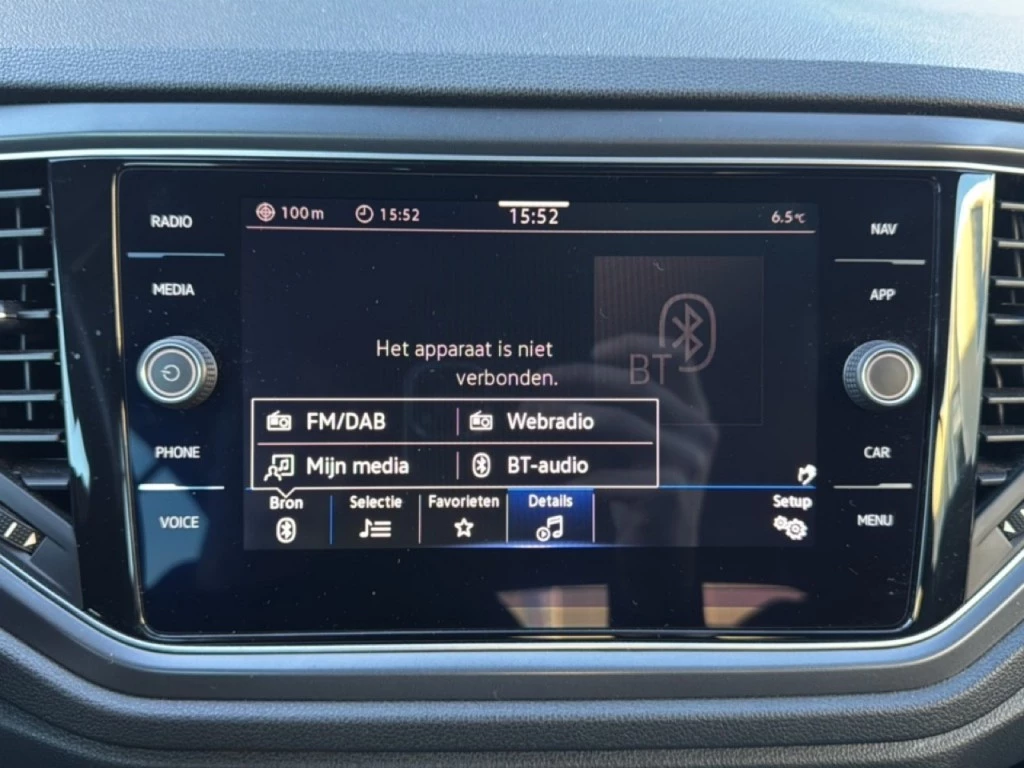 100m 15:52 15:52 6.5°C
RADIO
NAV
MEDIA
APP
Het apparaat is niet
verbonden.
BT
FM/DAB Webradio
Mijn media BT-audio
PHONE
CAR
Bron Selectie Favorieten Details Setup
VOICE
MENU